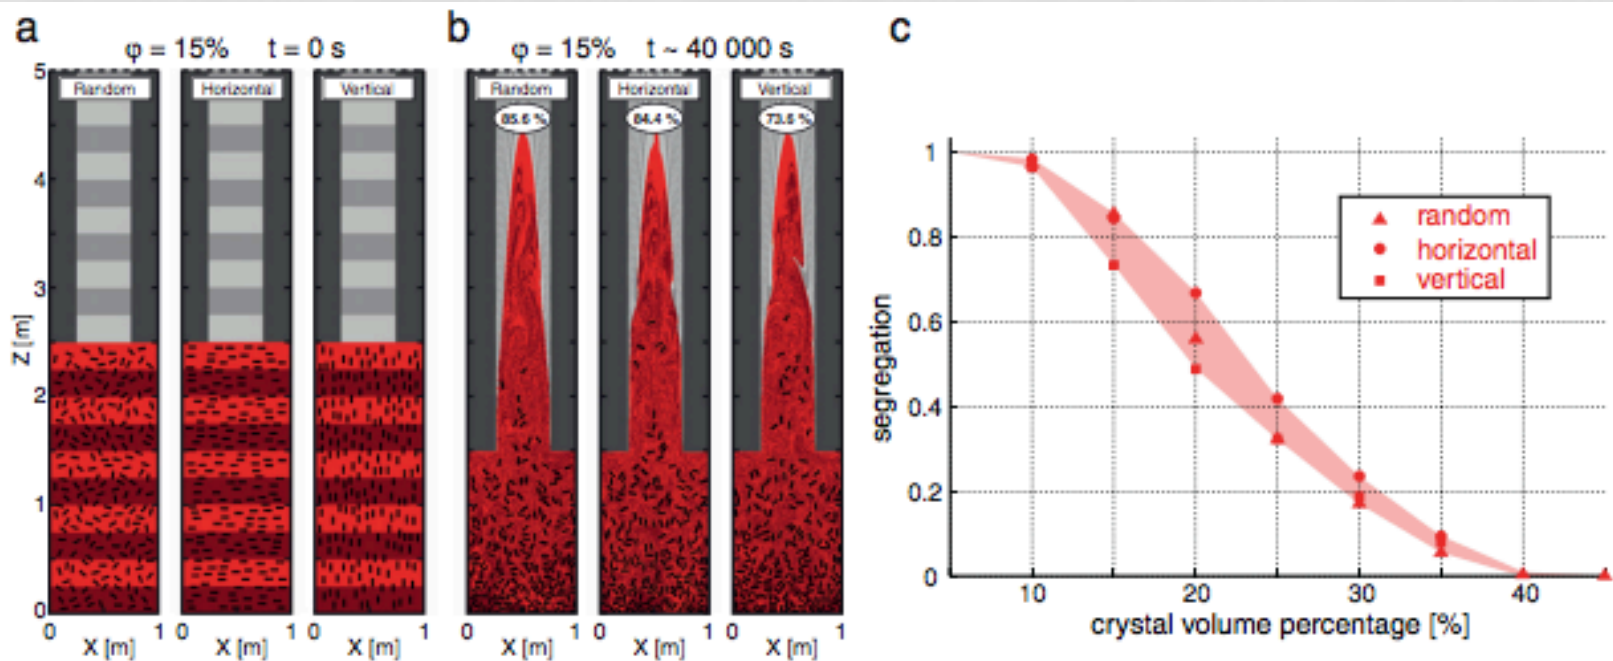 a
φ = 15% t = 0 s
Random Horizontal Vertical
5
4
3
2
1
0
Z [m]
0 1 0 1 0 1
X [m] X [m] X [m]
b
φ = 15% t ~ 40 000 s
Random Horizontal Vertical
85.6 % 84.4 % 73.6 %
0 1 0 1 0 1
X [m] X [m] X [m]
c
1
0.8
0.6
0.4
0.2
0
segregation
random
horizontal
vertical
10 20 30 40
crystal volume percentage [%]